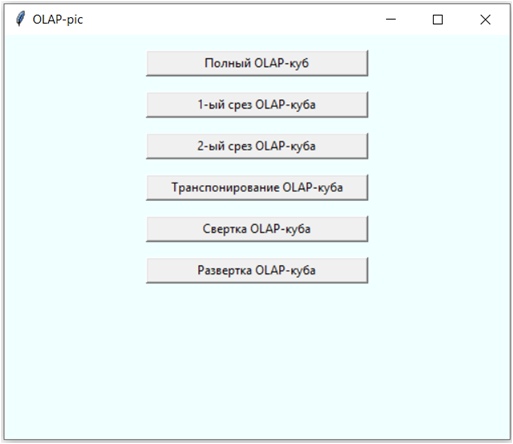 OLAP-pic
Полный OLAP-куб
1-ый срез OLAP-куба
2-ый срез OLAP-куба
Транспонирование OLAP-куба
Свертка OLAP-куба
Развертка OLAP-куба